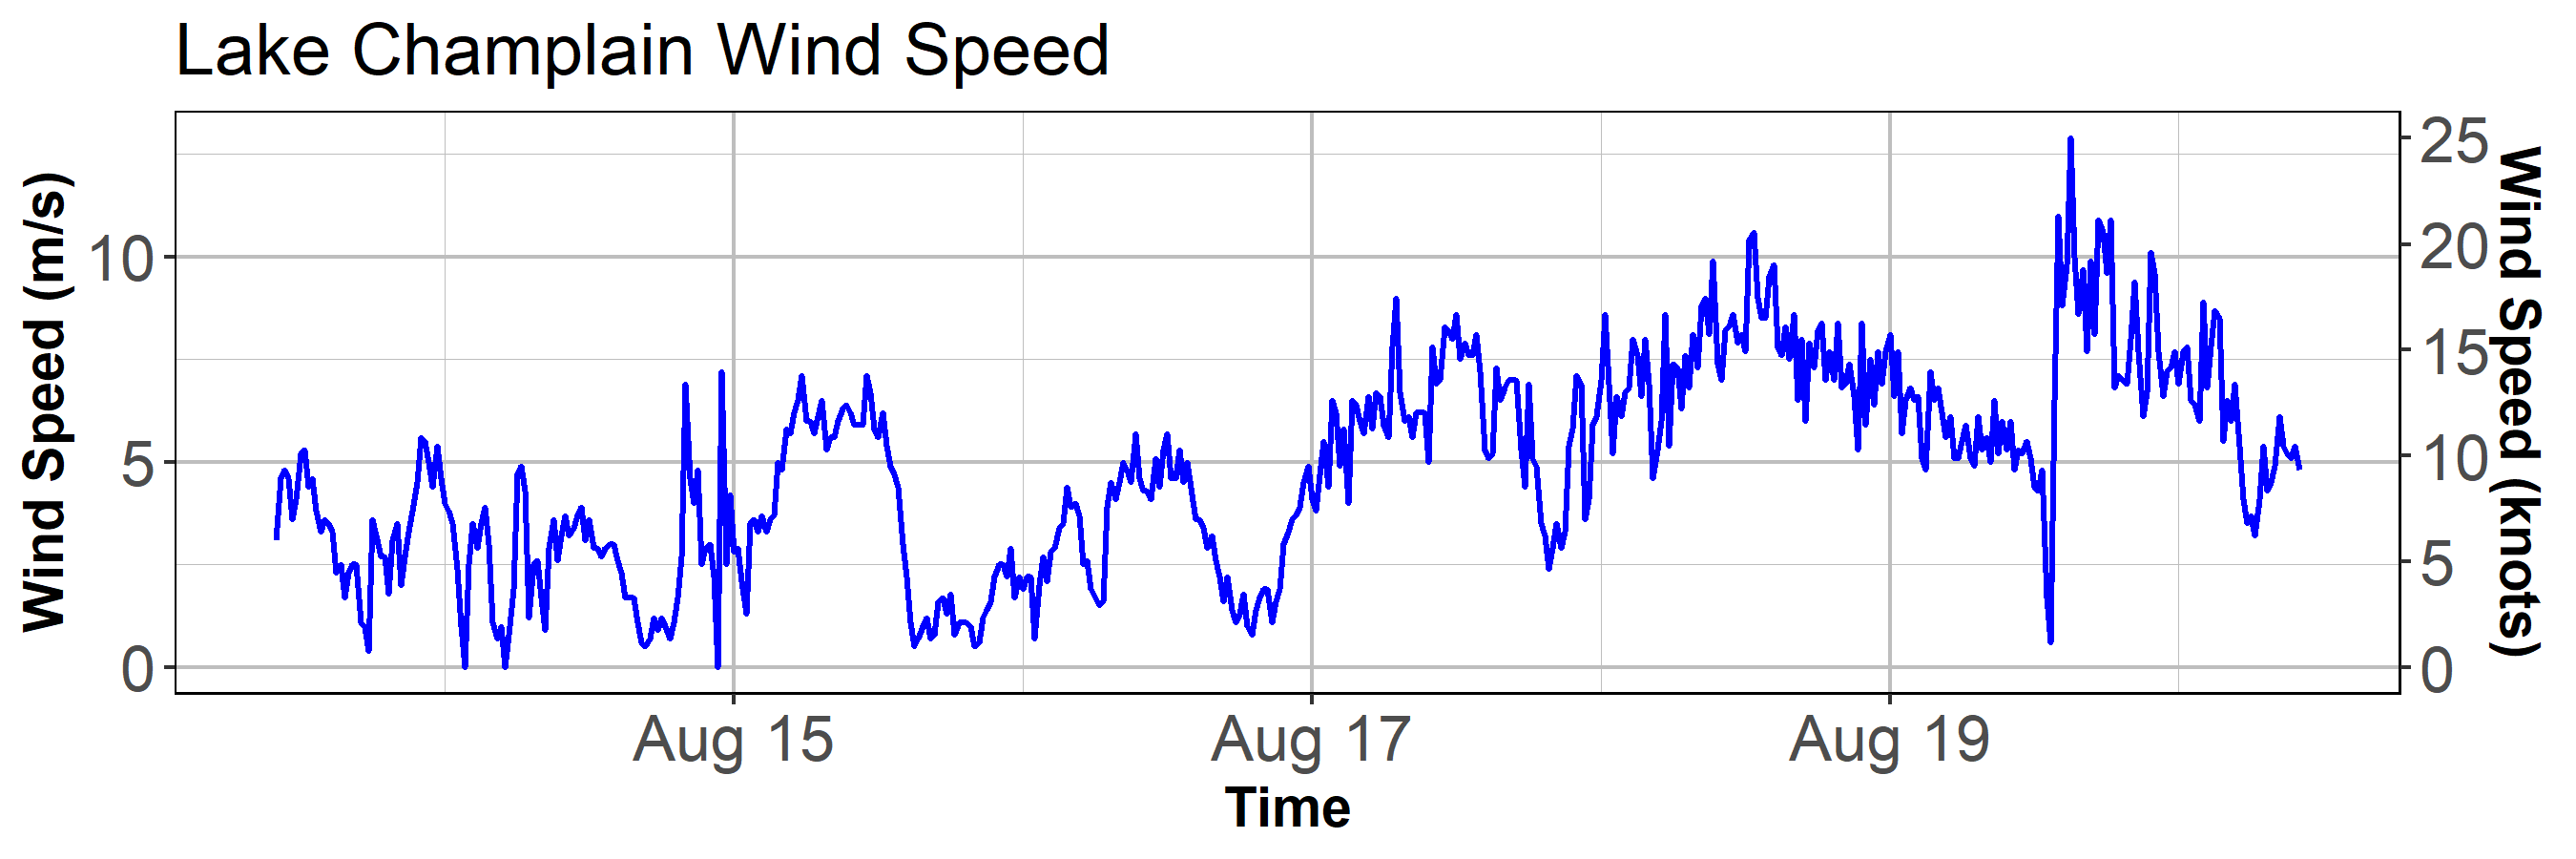 Lake Champlain Wind Speed
Wind Speed (m/s)
10
5
0
25
20
15
10
5
0
Wind Speed (knots)
Aug 15
Aug 17
Aug 19
Time